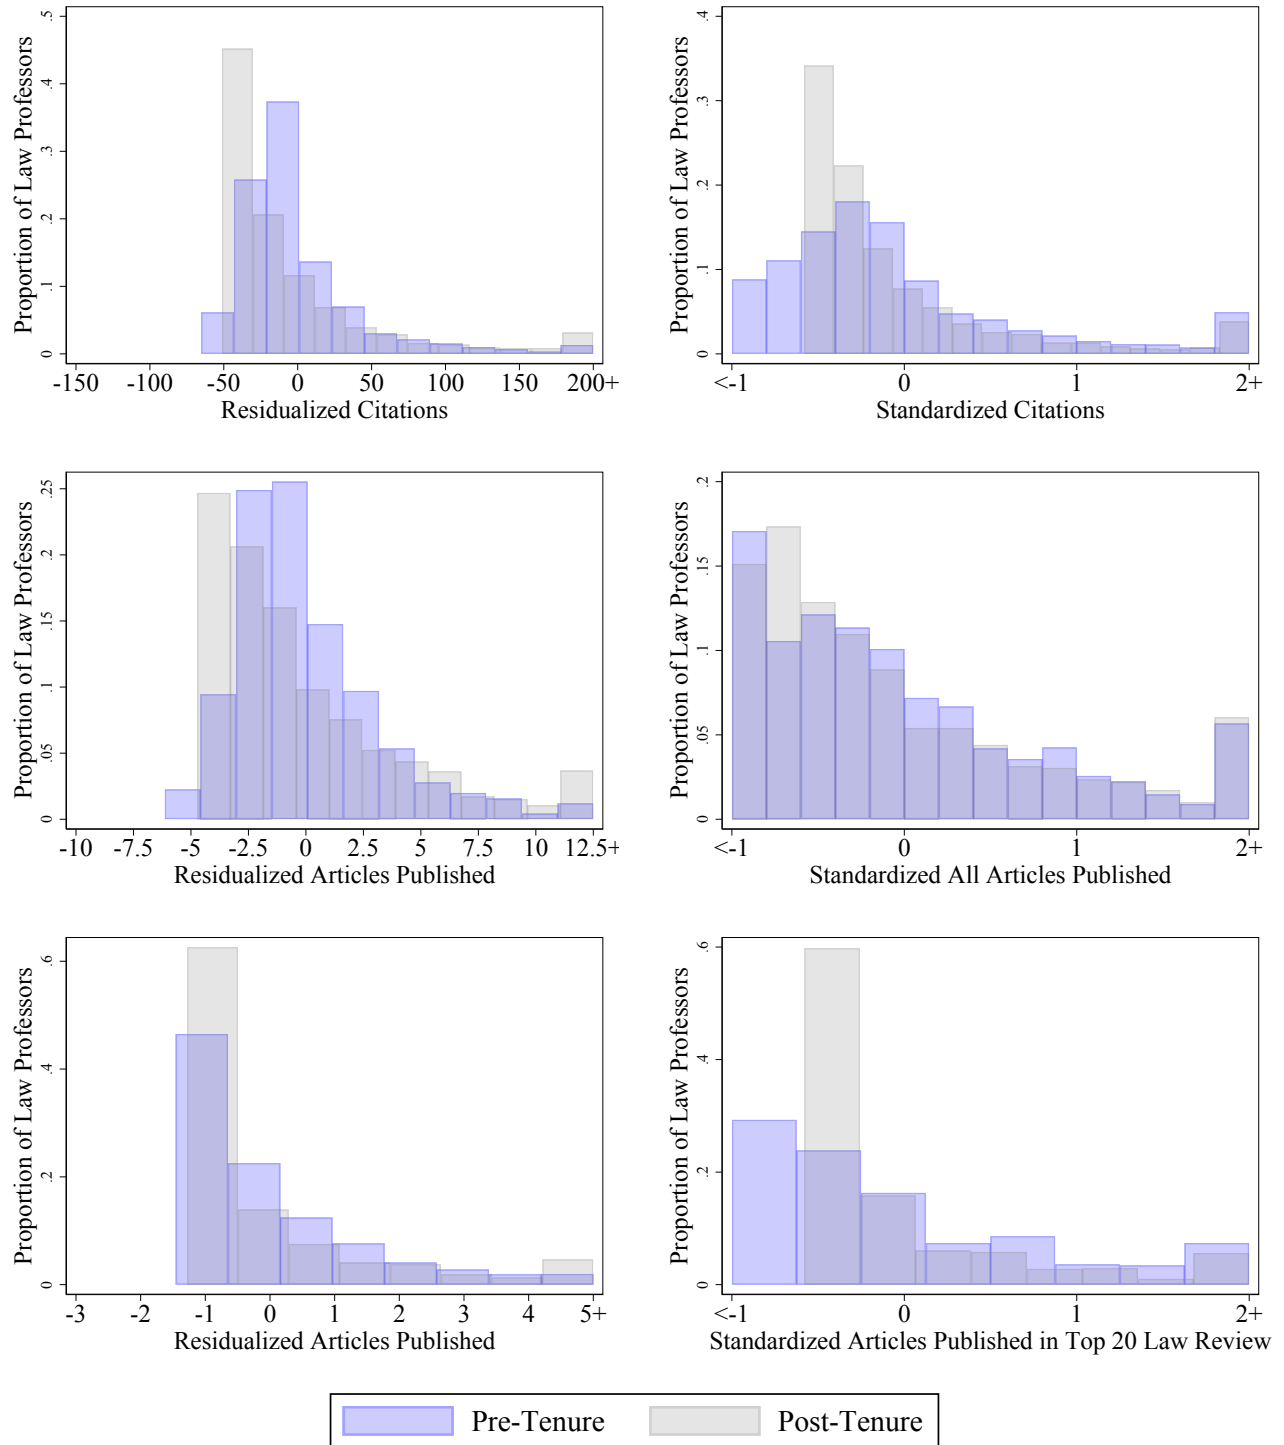 Proportion of Law Professors
0 .1 .2 .3 .4 .5
-150 -100 -50 0 50 100 150 200+
Residualized Citations
Proportion of Law Professors
0 .1 .2 .3 .4
<-1 0 1 2+
Standardized Citations
Proportion of Law Professors
0 .05 .1 .15 .2 .25
-10 -7.5 -5 -2.5 0 2.5 5 7.5 10 12.5+
Residualized Articles Published
Proportion of Law Professors
0 .05 .1 .15 .2
<-1 0 1 2+
Standardized All Articles Published
Proportion of Law Professors
0 .2 .4 .6
-3 -2 -1 0 1 2 3 4 5+
Residualized Articles Published
Proportion of Law Professors
0 .2 .4 .6
<-1 0 1 2+
Standardized Articles Published in Top 20 Law Review
Pre-Tenure Post-Tenure